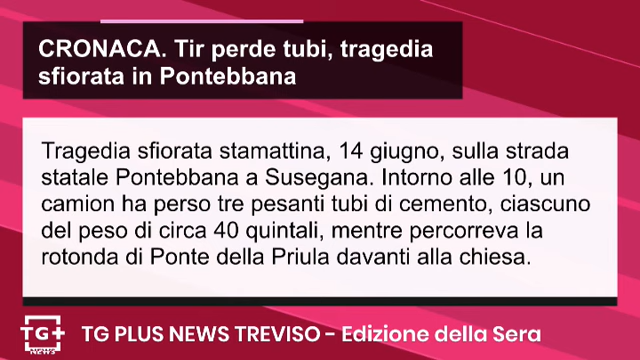 CRONACA. Tir perde tubi, tragedia
sfiorata in Pontebbana
Tragedia sfiorata stamattina, 14 giugno, sulla strada
statale Pontebbana a Susegana. Intorno alle 10, un
camion ha perso tre pesanti tubi di cemento, ciascuno
del peso di circa 40 quintali, mentre percorreva la
rotonda di Ponte della Priula davanti alla chiesa.
TG+
NEWS
TG PLUS NEWS TREVISO - Edizione della Sera